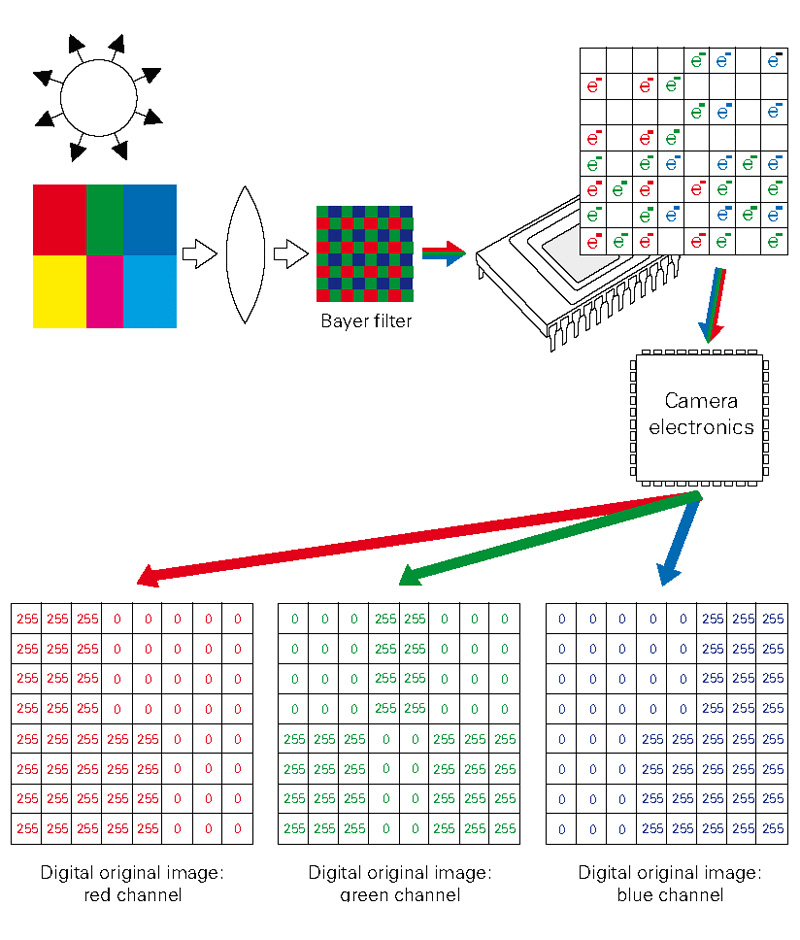 e⁻ e⁻ e⁻
e⁻ e⁻ e⁻
e⁻ e⁻ e⁻
e⁻ e⁻ e⁻
e⁻ e⁻ e⁻ e⁻ e⁻ e⁻
e⁻ e⁻ e⁻ e⁻ e⁻ e⁻
e⁻ e⁻ e⁻ e⁻ e⁻ e⁻
e⁻ e⁻ e⁻ e⁻ e⁻ e⁻
Bayer filter
Camera
electronics
255 255 255 0 0 0 0 0
255 255 255 0 0 0 0 0
255 255 255 0 0 0 0 0
255 255 255 0 0 0 0 0
255 255 255 255 255 0 0 0
255 255 255 255 255 0 0 0
255 255 255 255 255 0 0 0
255 255 255 255 255 0 0 0
Digital original image:
red channel
0 0 0 255 255 0 0 0
0 0 0 255 255 0 0 0
0 0 0 255 255 0 0 0
0 0 0 255 255 0 0 0
255 255 255 0 0 255 255 255
255 255 255 0 0 255 255 255
255 255 255 0 0 255 255 255
255 255 255 0 0 255 255 255
Digital original image:
green channel
0 0 0 0 0 255 255 255
0 0 0 0 0 255 255 255
0 0 0 0 0 255 255 255
0 0 0 0 0 255 255 255
0 0 0 255 255 255 255 255
0 0 0 255 255 255 255 255
0 0 0 255 255 255 255 255
0 0 0 255 255 255 255 255
Digital original image:
blue channel